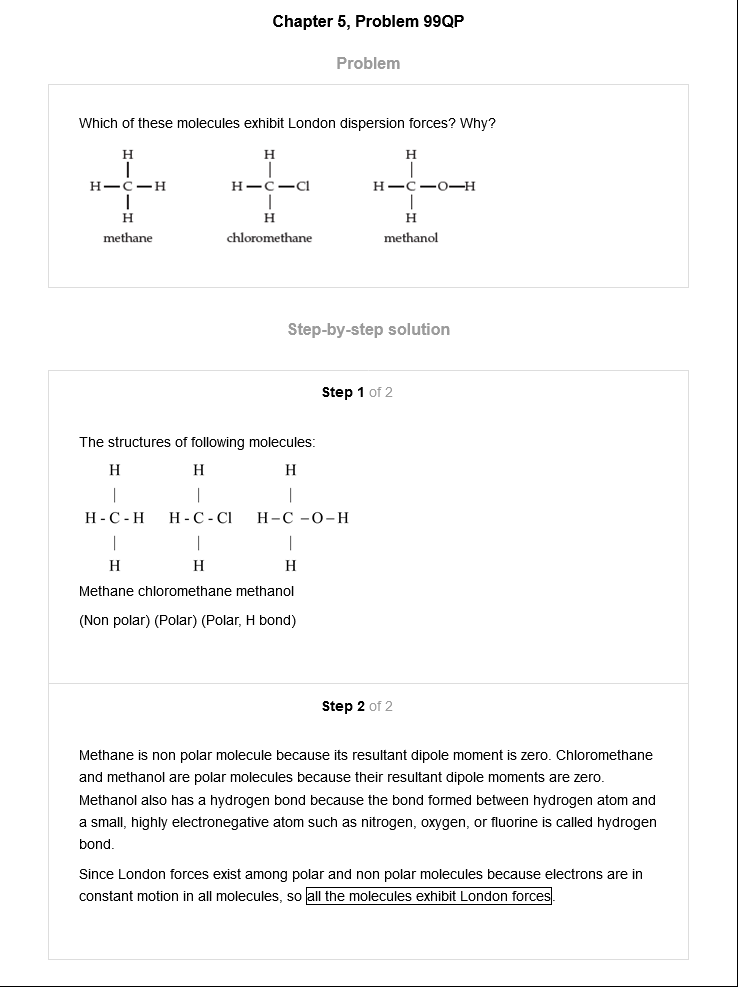 Chapter 5, Problem 99QP
Problem
Which of these molecules exhibit London dispersion forces? Why?
H H H
| | |
H—C—H H—C—Cl H—C—O—H
| | |
H H H
methane chloromethane methanol
Step-by-step solution
Step 1 of 2
The structures of following molecules:
H H H
| | |
H - C - H H - C - Cl H – C – O – H
| | |
H H H
Methane chloromethane methanol
(Non polar) (Polar) (Polar, H bond)
Step 2 of 2
Methane is non polar molecule because its resultant dipole moment is zero. Chloromethane
and methanol are polar molecules because their resultant dipole moments are zero.
Methanol also has a hydrogen bond because the bond formed between hydrogen atom and
a small, highly electronegative atom such as nitrogen, oxygen, or fluorine is called hydrogen
bond.
Since London forces exist among polar and non polar molecules because electrons are in
constant motion in all molecules, so all the molecules exhibit London forces.